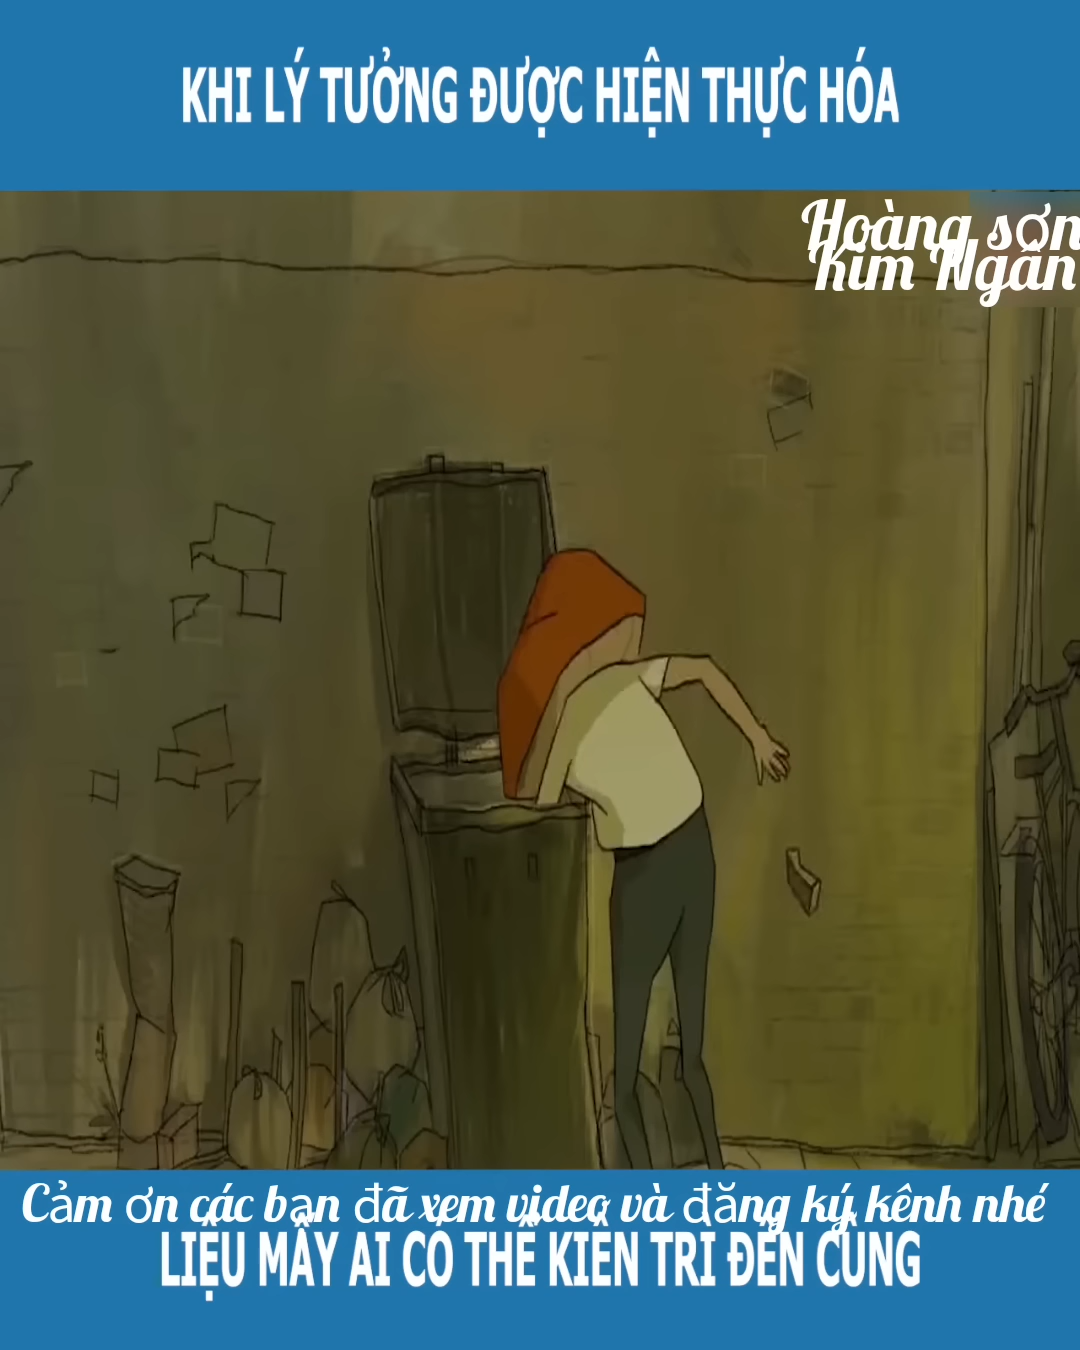 KHI LÝ TƯỞNG ĐƯỢC HIỆN THỰC HÓA
Hoàng sơn
Kim Ngân
Cảm ơn các bạn đã xem video và đăng ký kênh nhé
LIỆU MẤY AI CÓ THỂ KIÊN TRÌ ĐẾN CÙNG